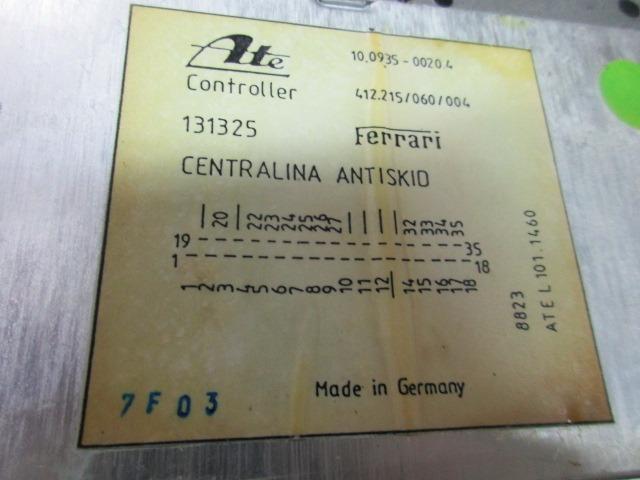 Ate 10.0935-0020.4
Controller 412.215/060/004
131325 Ferrari
CENTRALINA ANTISKID
| 20 | 22 23 24 25 26 27 | | | | 32 33 34 35
19 35
1 18
1 2 3 4 5 6 7 8 9 10 11 12 | 14 15 16 17 18
8823
ATE L 101.1460
Made in Germany
7F03